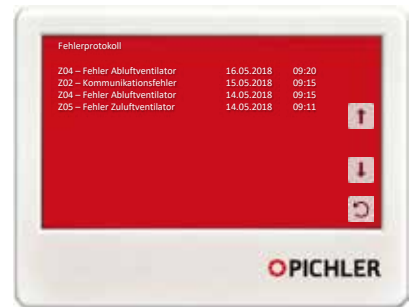 Fehlerprotokoll
Z04 – Fehler Abluftventilator 16.05.2018 09:20
Z02 – Kommunikationsfehler 15.05.2018 09:15
Z04 – Fehler Abluftventilator 14.05.2018 09:15
Z05 – Fehler Zuluftventilator 14.05.2018 09:11
PICHLER